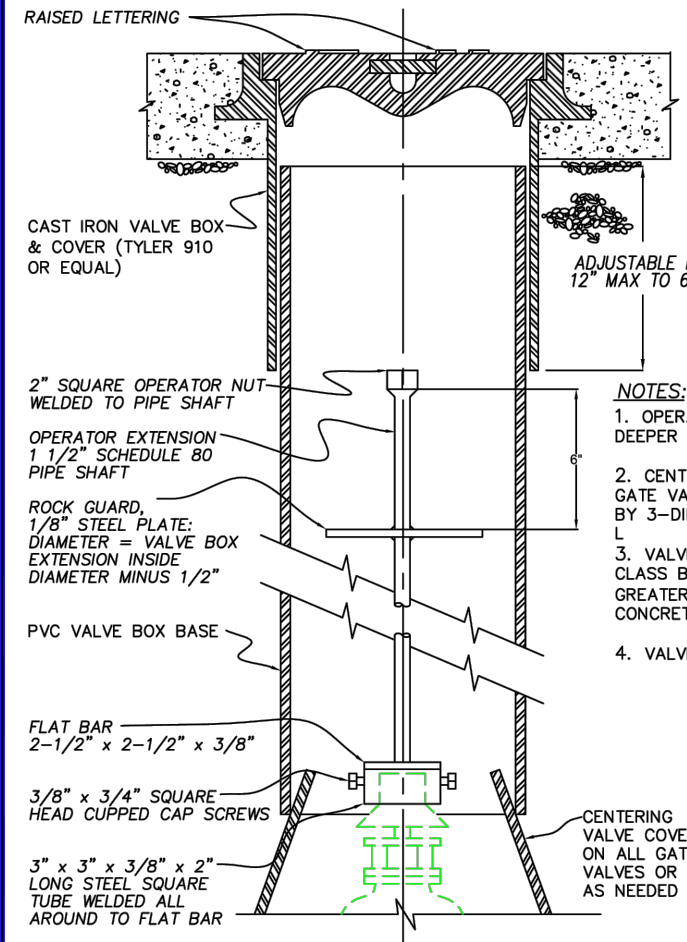 RAISED LETTERING
CAST IRON VALVE BOX
& COVER (TYLER 910
OR EQUAL)
ADJUSTABLE
12" MAX TO 6
2" SQUARE OPERATOR NUT
WELDED TO PIPE SHAFT
OPERATOR EXTENSION
1 1/2" SCHEDULE 80
PIPE SHAFT
6"
ROCK GUARD,
1/8" STEEL PLATE:
DIAMETER = VALVE BOX
EXTENSION INSIDE
DIAMETER MINUS 1/2"
PVC VALVE BOX BASE
FLAT BAR
2-1/2" x 2-1/2" x 3/8"
3/8" x 3/4" SQUARE
HEAD CUPPED CAP SCREWS
3" x 3" x 3/8" x 2"
LONG STEEL SQUARE
TUBE WELDED ALL
AROUND TO FLAT BAR
NOTES:
1. OPERA
DEEPER
2. CENT
GATE VA
BY 3-DI
L
3. VALV
CLASS B
GREATER
CONCRET
4. VALV
CENTERING
VALVE COVE
ON ALL GAT
VALVES OR
AS NEEDED